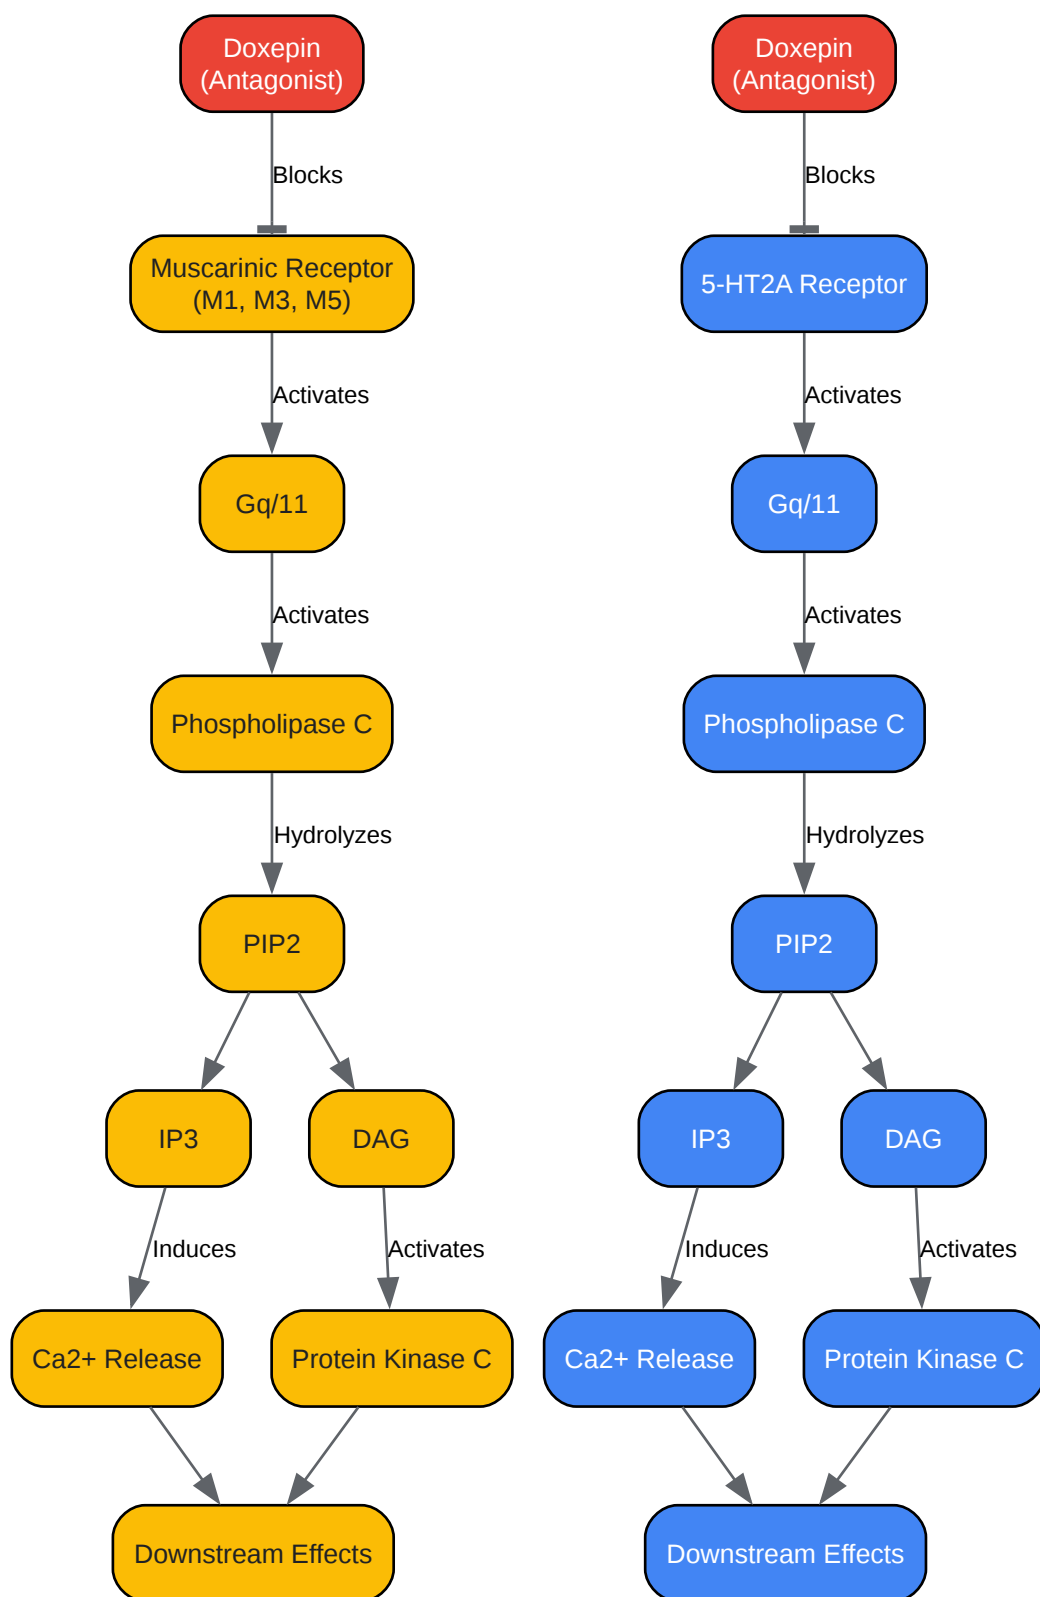 Doxepin
(Antagonist)
Blocks
Muscarinic Receptor
(M1, M3, M5)
Activates
Gq/11
Activates
Phospholipase C
Hydrolyzes
PIP2
IP3
DAG
Induces
Activates
Ca2+ Release
Protein Kinase C
Downstream Effects
Doxepin
(Antagonist)
Blocks
5-HT2A Receptor
Activates
Gq/11
Activates
Phospholipase C
Hydrolyzes
PIP2
IP3
DAG
Induces
Activates
Ca2+ Release
Protein Kinase C
Downstream Effects